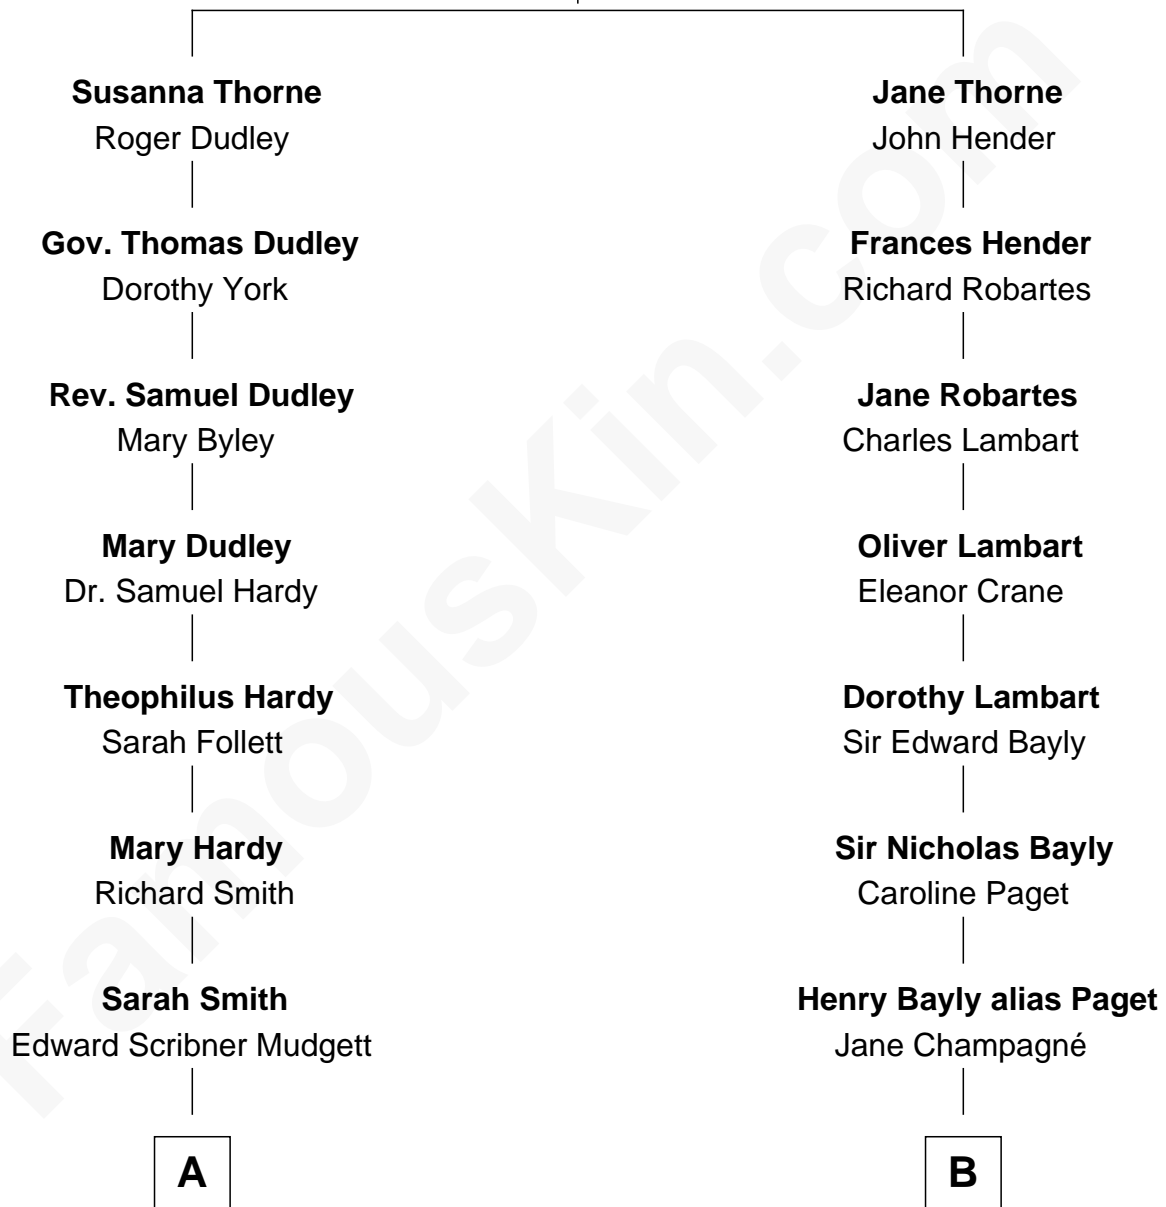 Susanna Thorne
Roger Dudley
Jane Thorne
John Hender
Gov. Thomas Dudley
Dorothy York
Frances Hender
Richard Robartes
Rev. Samuel Dudley
Mary Byley
Jane Robartes
Charles Lambart
Mary Dudley
Dr. Samuel Hardy
Oliver Lambart
Eleanor Crane
Theophilus Hardy
Sarah Follett
Dorothy Lambart
Sir Edward Bayly
Mary Hardy
Richard Smith
Sir Nicholas Bayly
Caroline Paget
Sarah Smith
Edward Scribner Mudgett
Henry Bayly alias Paget
Jane Champagné
A
B
FamousKin.com